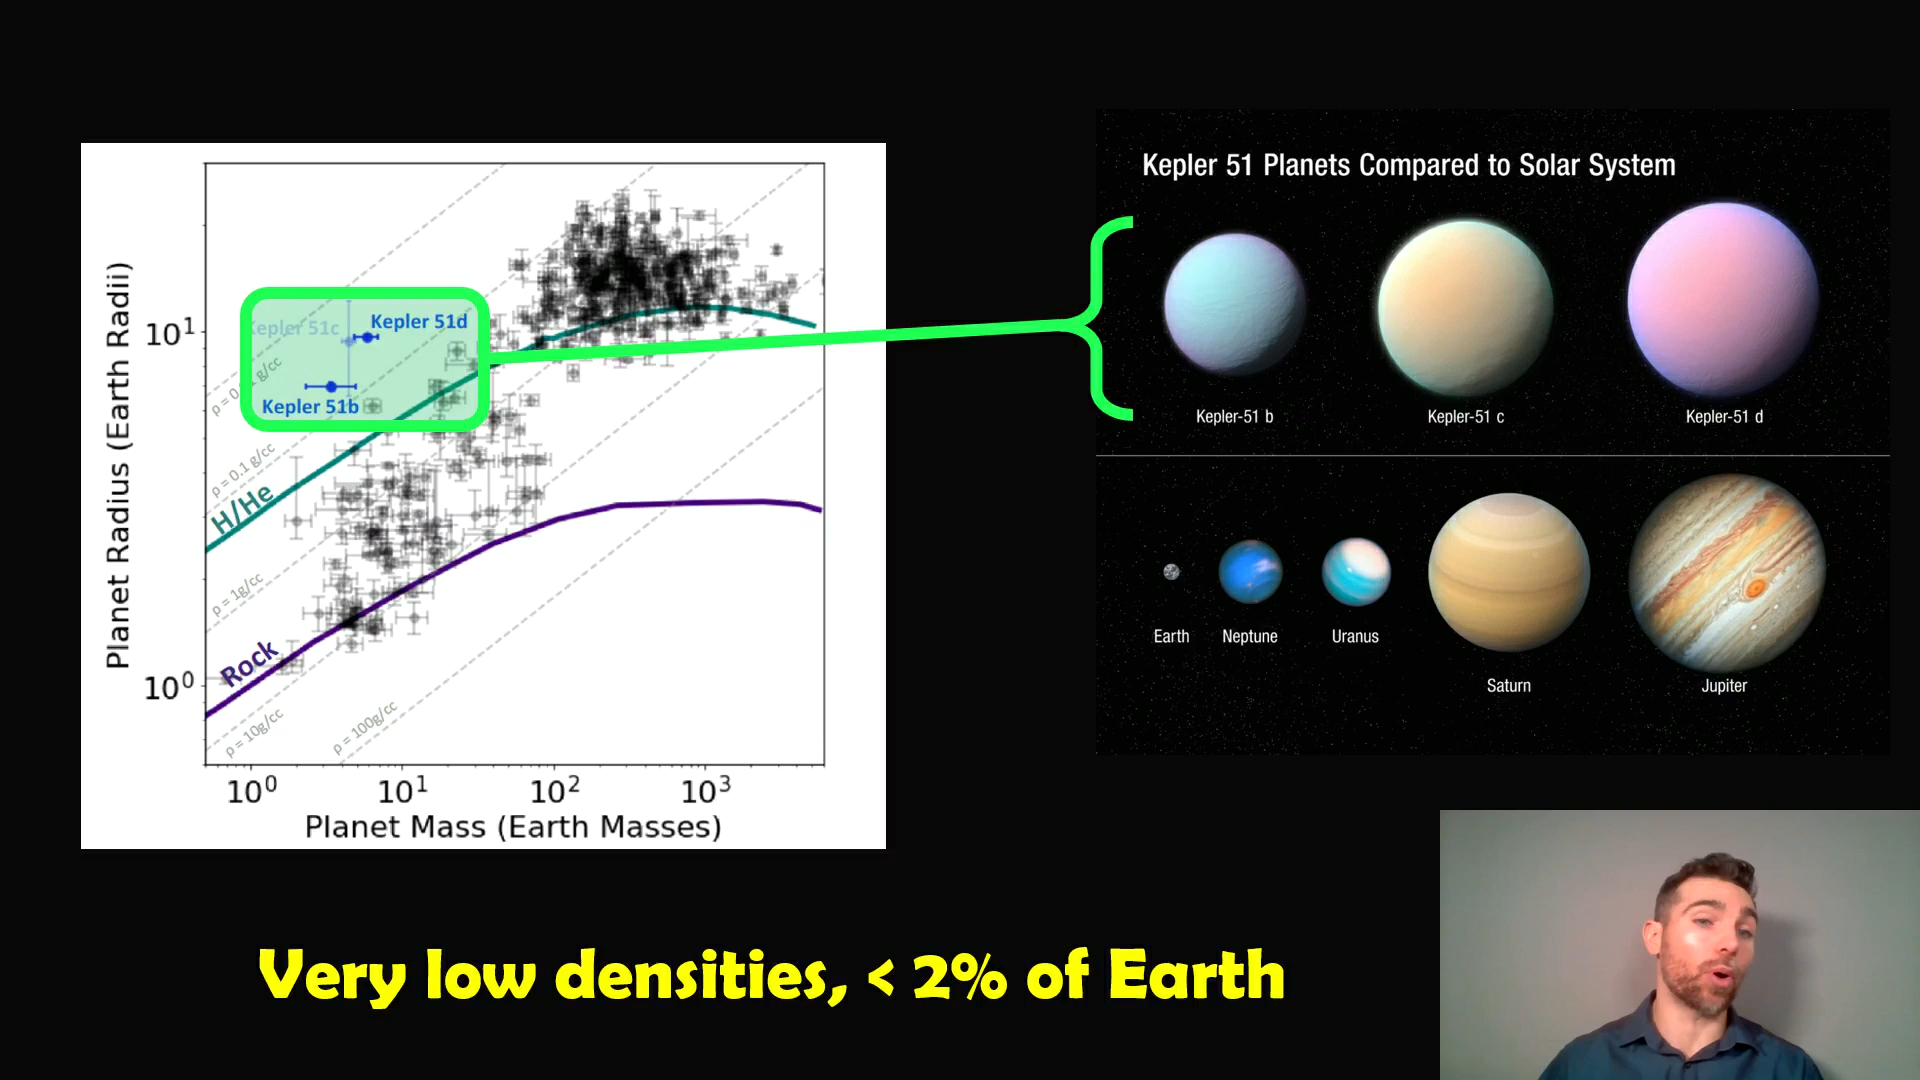 Kepler 51 Planets Compared to Solar System
Kepler-51 b
Kepler-51 c
Kepler-51 d
Earth
Neptune
Uranus
Saturn
Jupiter
Planet Radius (Earth Radii)
10¹
10⁰
Kepler 51c
Kepler 51d
Kepler 51b
ρ = 0.1 g/cc
H/He
ρ = 1g/cc
Rock
ρ = 10g/cc
ρ = 100g/cc
10⁰ 10¹ 10² 10³
Planet Mass (Earth Masses)
Very low densities, < 2% of Earth